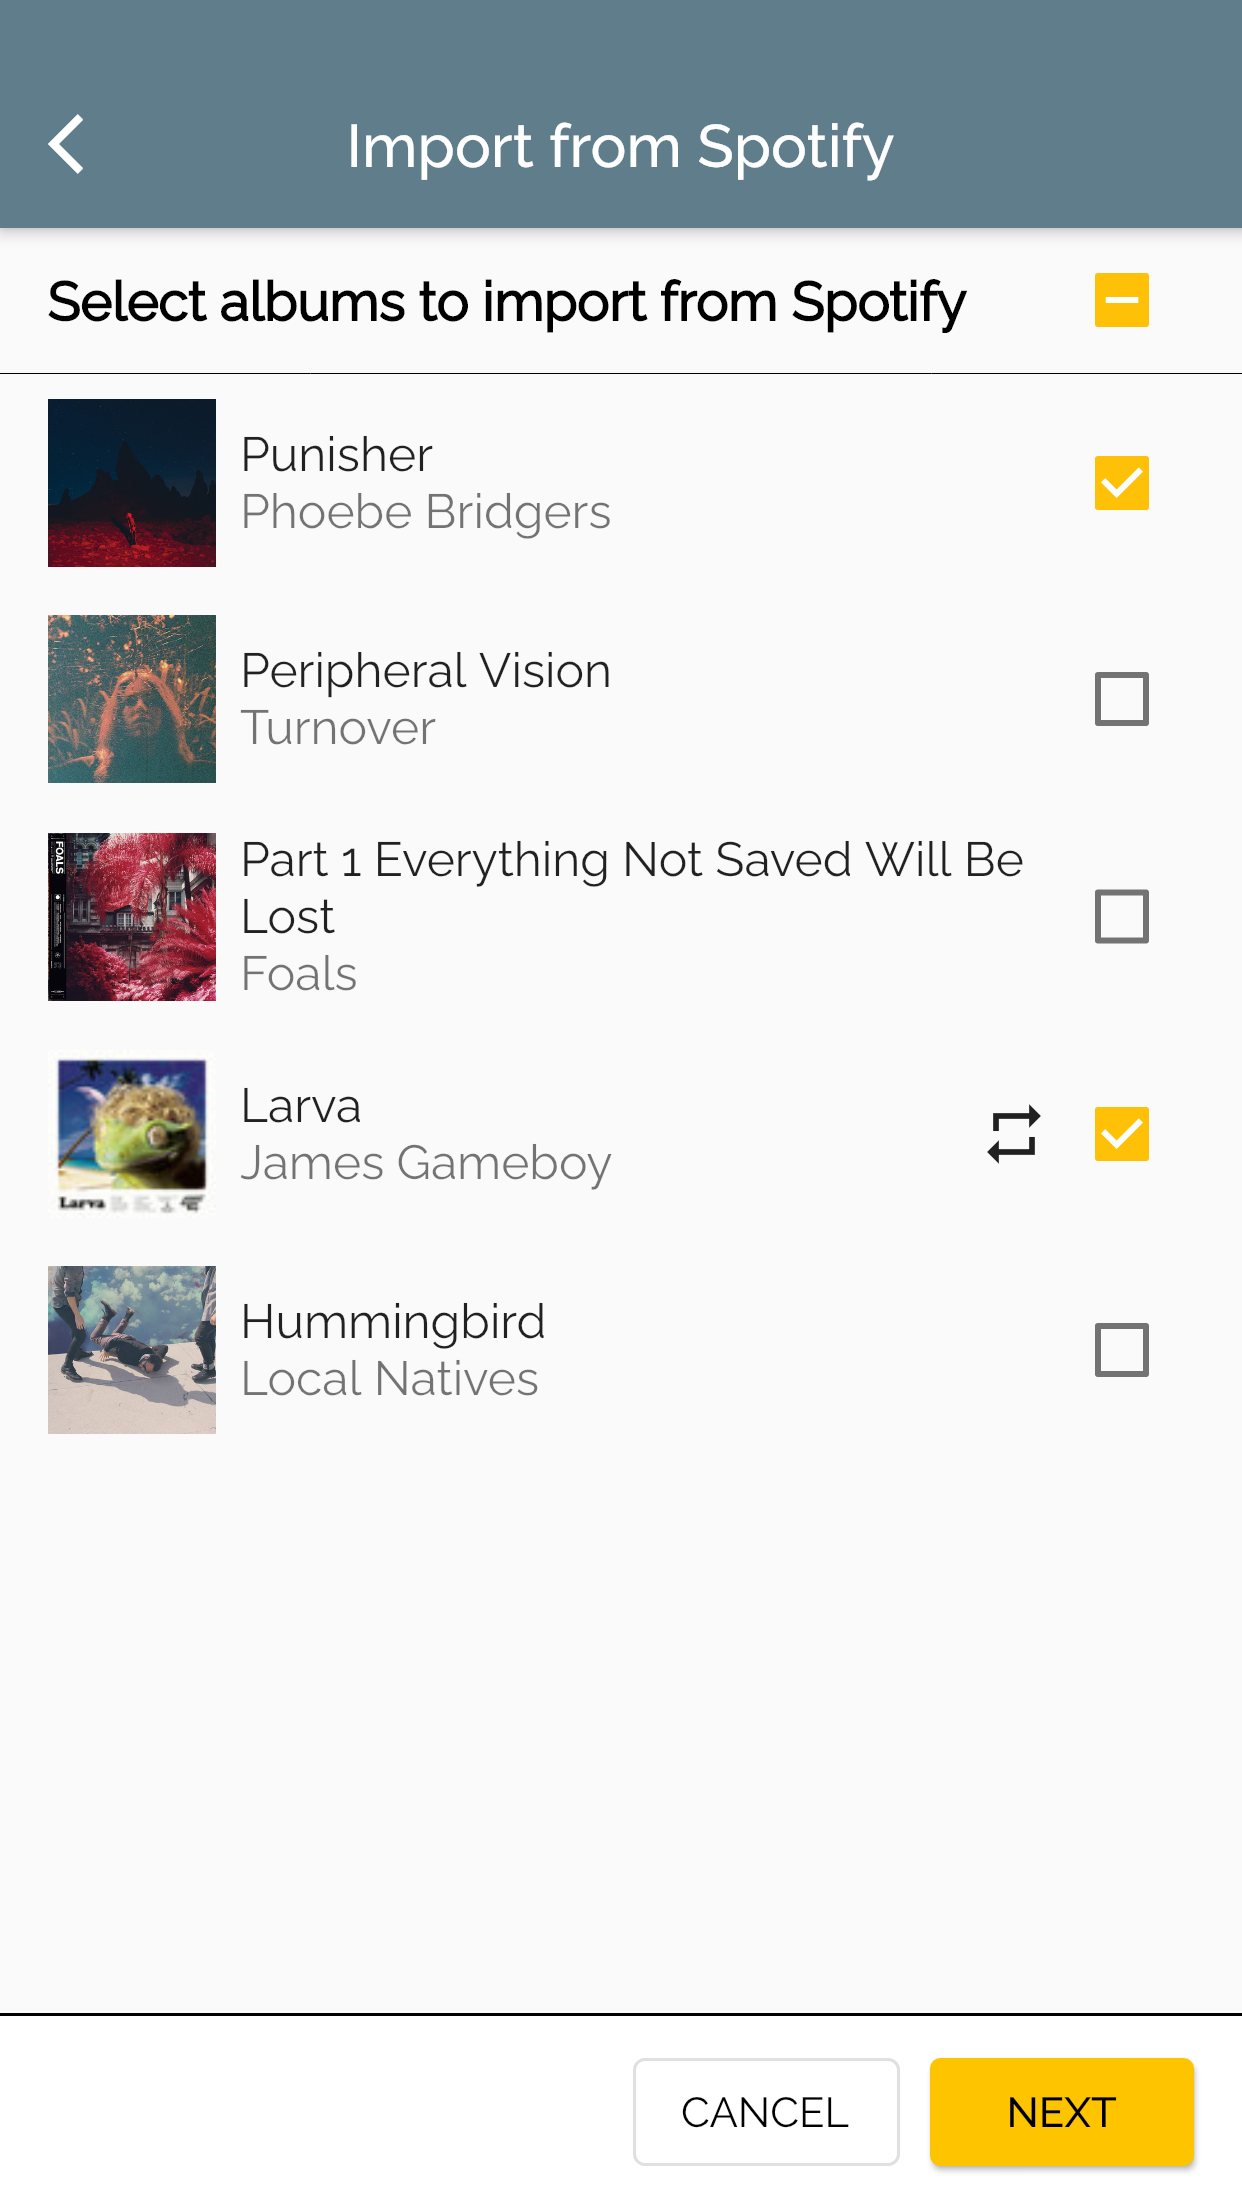 Import from Spotify
Select albums to import from Spotify
Punisher
Phoebe Bridgers
Peripheral Vision
Turnover
FOALS
Part 1 Everything Not Saved Will Be
Lost
Foals
Larva
James Gameboy
Larva
Hummingbird
Local Natives
CANCEL
NEXT